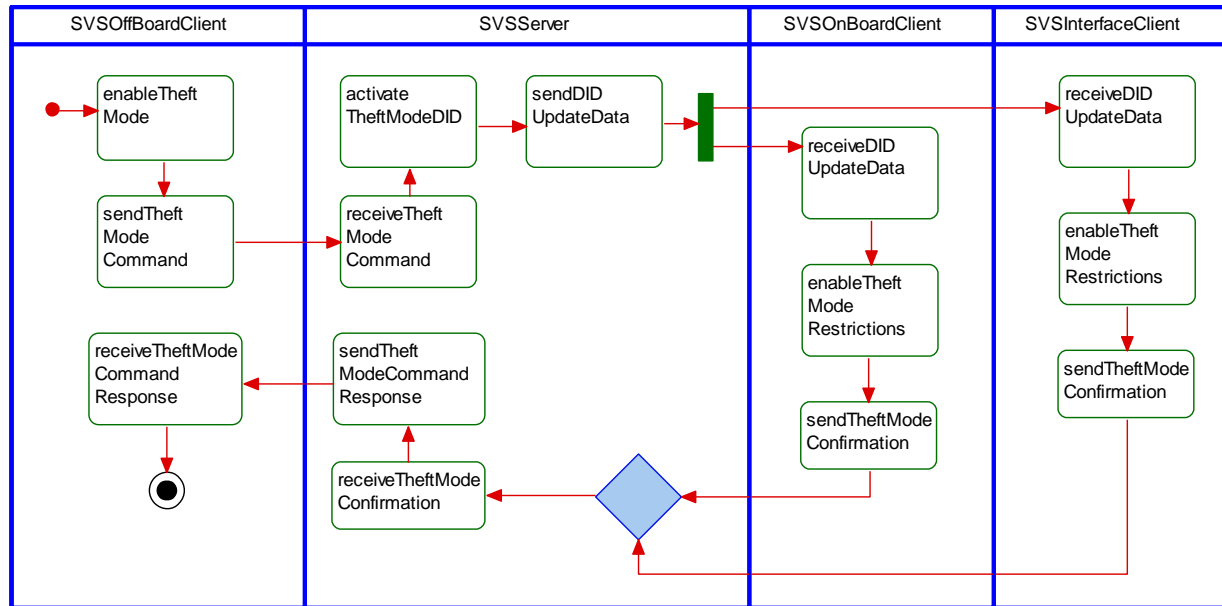 SVSOffBoardClient
SVSServer
SVSOnBoardClient
SVSInterfaceClient
enableTheft
Mode
sendTheft
Mode
Command
receiveTheftMode
Command
Response
activate
TheftModeDID
sendDID
UpdateData
receiveTheft
Mode
Command
sendTheft
ModeCommand
Response
receiveTheftMode
Confirmation
receiveDID
UpdateData
enableTheft
Mode
Restrictions
sendTheftMode
Confirmation
receiveDID
UpdateData
enableTheft
Mode
Restrictions
sendTheftMode
Confirmation